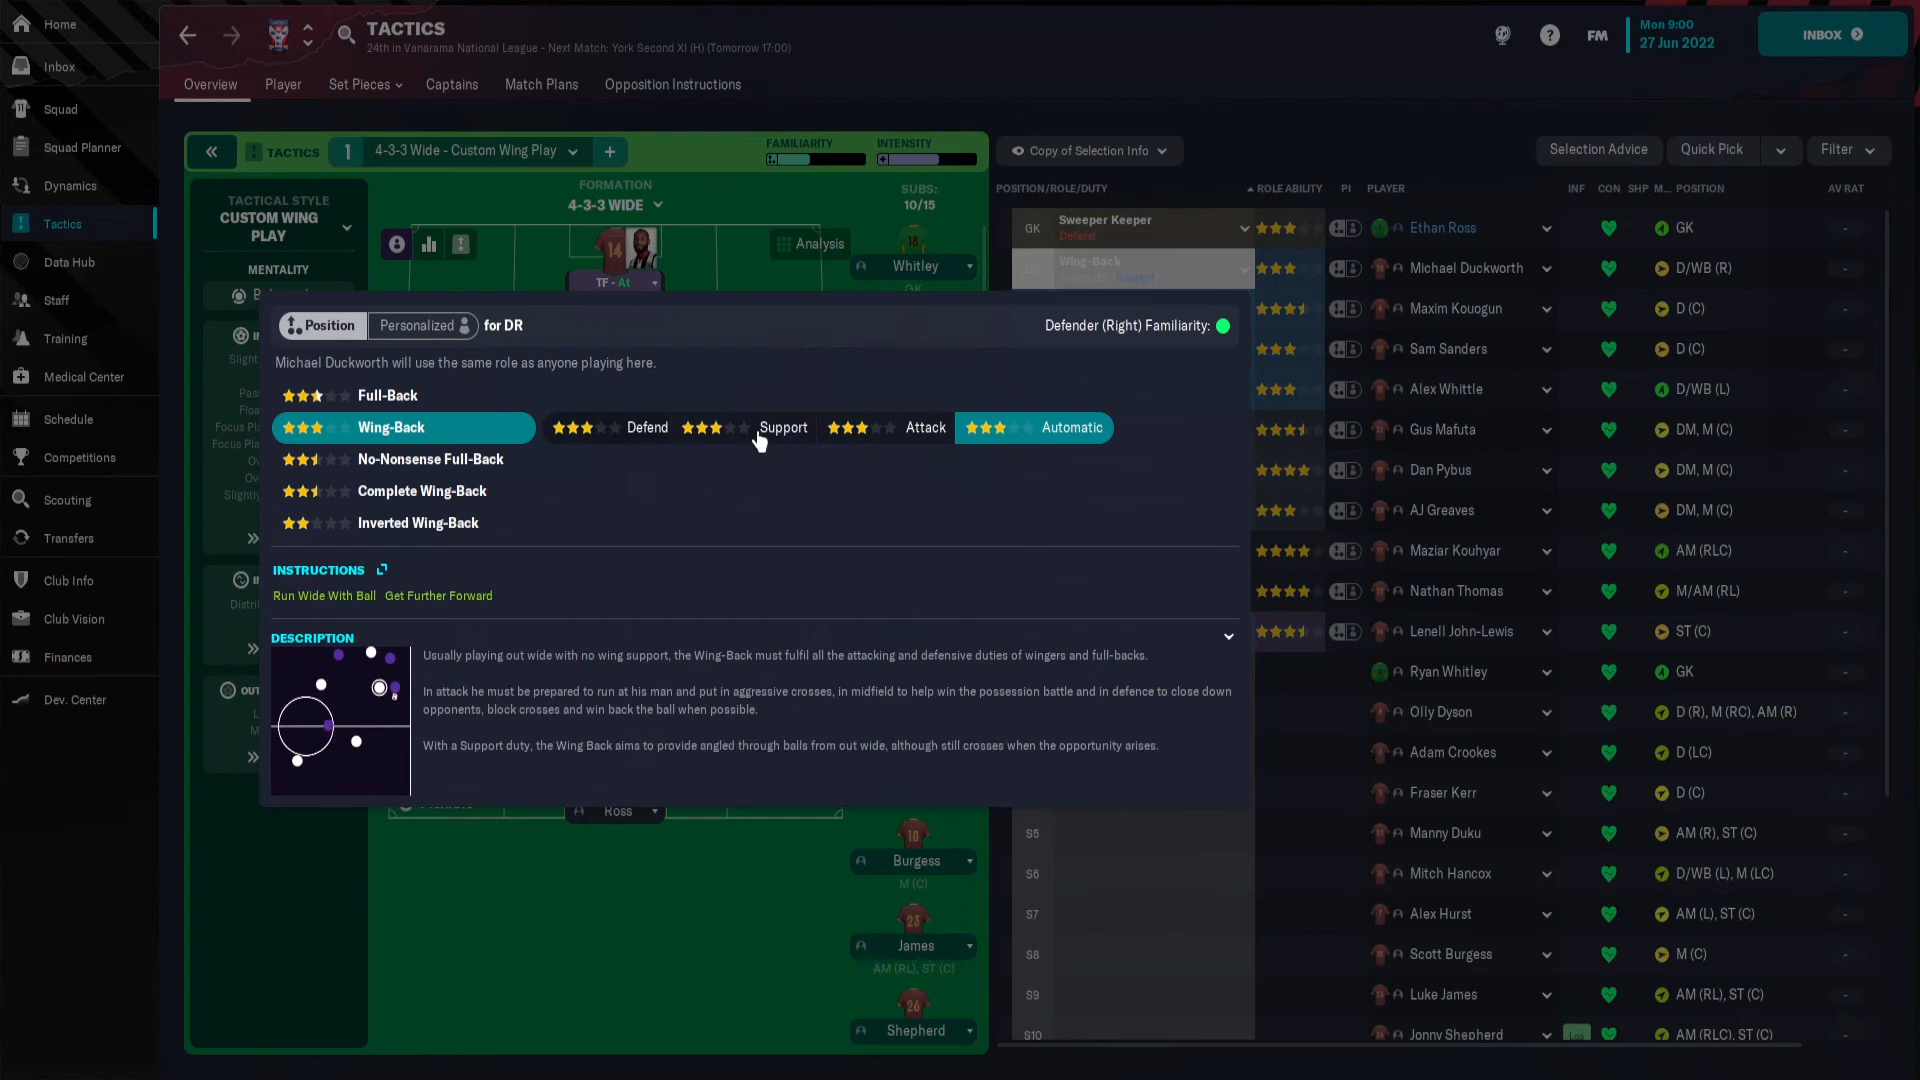 Home
Inbox
Squad
Squad Planner
Dynamics
Tactics
Data Hub
Staff
Training
Medical Center
Schedule
Competitions
Scouting
Transfers
Club Info
Club Vision
Finances
Dev. Center
TACTICS
24th in Vanarama National League - Next Match: York Second XI (H) (Tomorrow 17:00)
? FM Mon 9:00
27 Jun 2022
INBOX
Overview Player Set Pieces Captains Match Plans Opposition Instructions
TACTICS 1 4-3-3 Wide - Custom Wing Play +
FAMILIARITY INTENSITY
TACTICAL STYLE
CUSTOM WING PLAY
MENTALITY
FORMATION
4-3-3 WIDE
SUBS:
10/15
Analysis
14
TF - At
18
Whitley
GK
Copy of Selection Info Selection Advice Quick Pick Filter
POSITION/ROLE/DUTY ROLE ABILITY PI PLAYER INF CON SHP M... POSITION AV RAT
GK Sweeper Keeper Defend Ethan Ross GK -
Wing-Back Support Michael Duckworth D/WB (R) -
Maxim Kouogun D (C) -
Sam Sanders D (C) -
Alex Whittle D/WB (L) -
Gus Mafuta DM, M (C) -
Dan Pybus DM, M (C) -
AJ Greaves DM, M (C) -
Maziar Kouhyar AM (RLC) -
Nathan Thomas M/AM (RL) -
Lenell John-Lewis ST (C) -
Ryan Whitley GK -
Olly Dyson D (R), M (RC), AM (R) -
Adam Crookes D (LC) -
Fraser Kerr D (C) -
S5 Manny Duku AM (R), ST (C) -
S6 Mitch Hancox D/WB (L), M (LC) -
S7 Alex Hurst AM (L), ST (C) -
S8 Scott Burgess M (C) -
S9 Luke James AM (RL), ST (C) -
S10 Jonny Shepherd AM (RLC), ST (C) -
Position Personalized for DR
Defender (Right) Familiarity:
Michael Duckworth will use the same role as anyone playing here.
Full-Back
Wing-Back Defend Support Attack Automatic
No-Nonsense Full-Back
Complete Wing-Back
Inverted Wing-Back
INSTRUCTIONS
Run Wide With Ball Get Further Forward
DESCRIPTION
Usually playing out wide with no wing support, the Wing-Back must fulfil all the attacking and defensive duties of wingers and full-backs.
In attack he must be prepared to run at his man and put in aggressive crosses, in midfield to help win the possession battle and in defence to close down
opponents, block crosses and win back the ball when possible.
With a Support duty, the Wing Back aims to provide angled through balls from out wide, although still crosses when the opportunity arises.
Ross
10
Burgess
M (C)
23
James
AM (RL), ST (C)
26
Shepherd